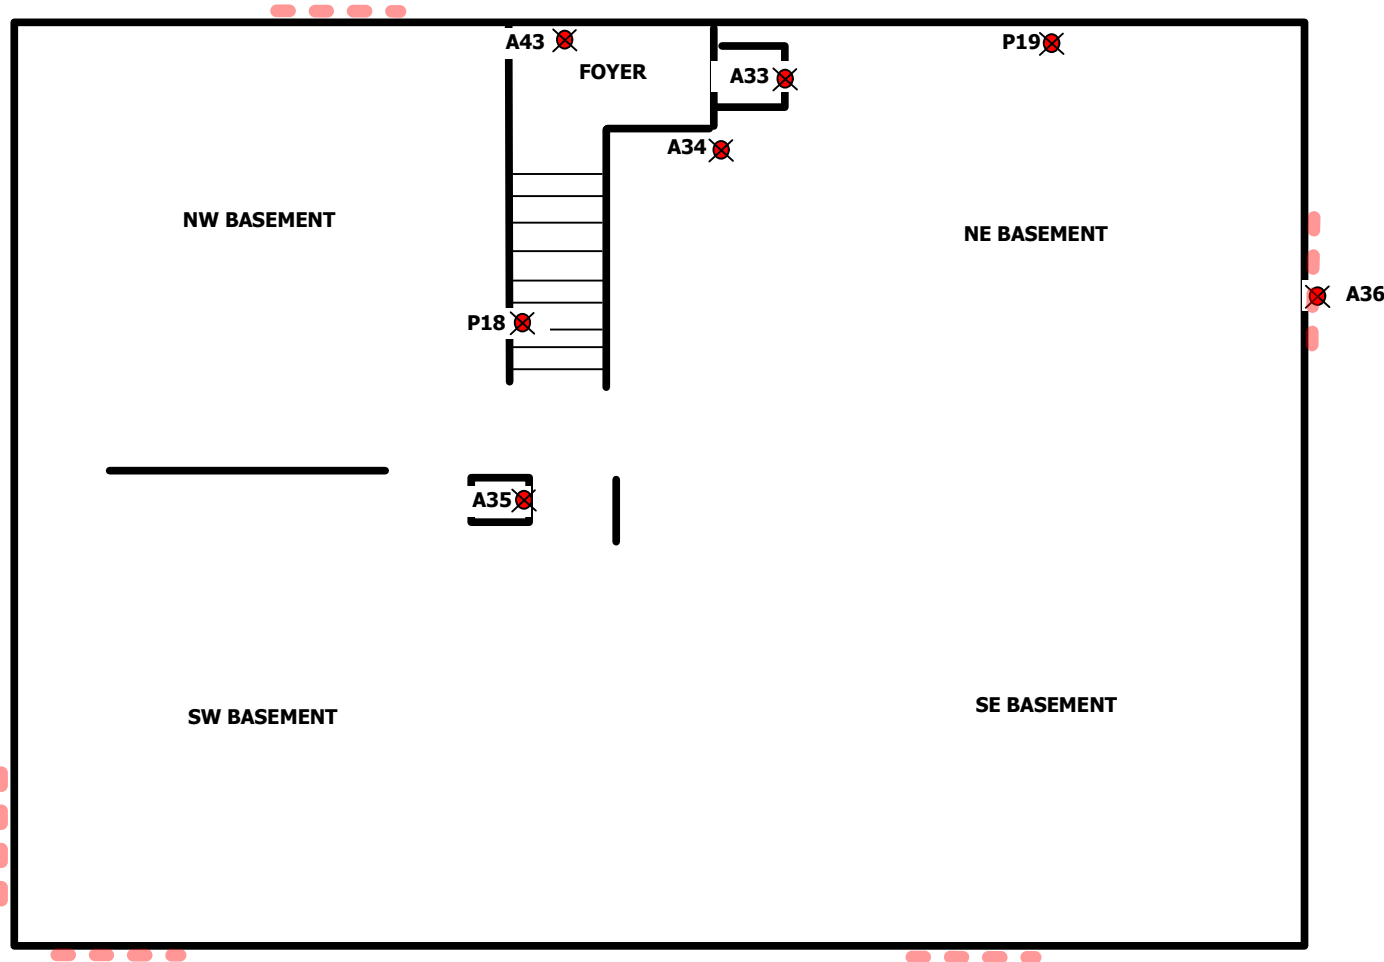 A43
P19
FOYER
A33
A34
NW BASEMENT
NE BASEMENT
A36
P18
A35
SW BASEMENT
SE BASEMENT